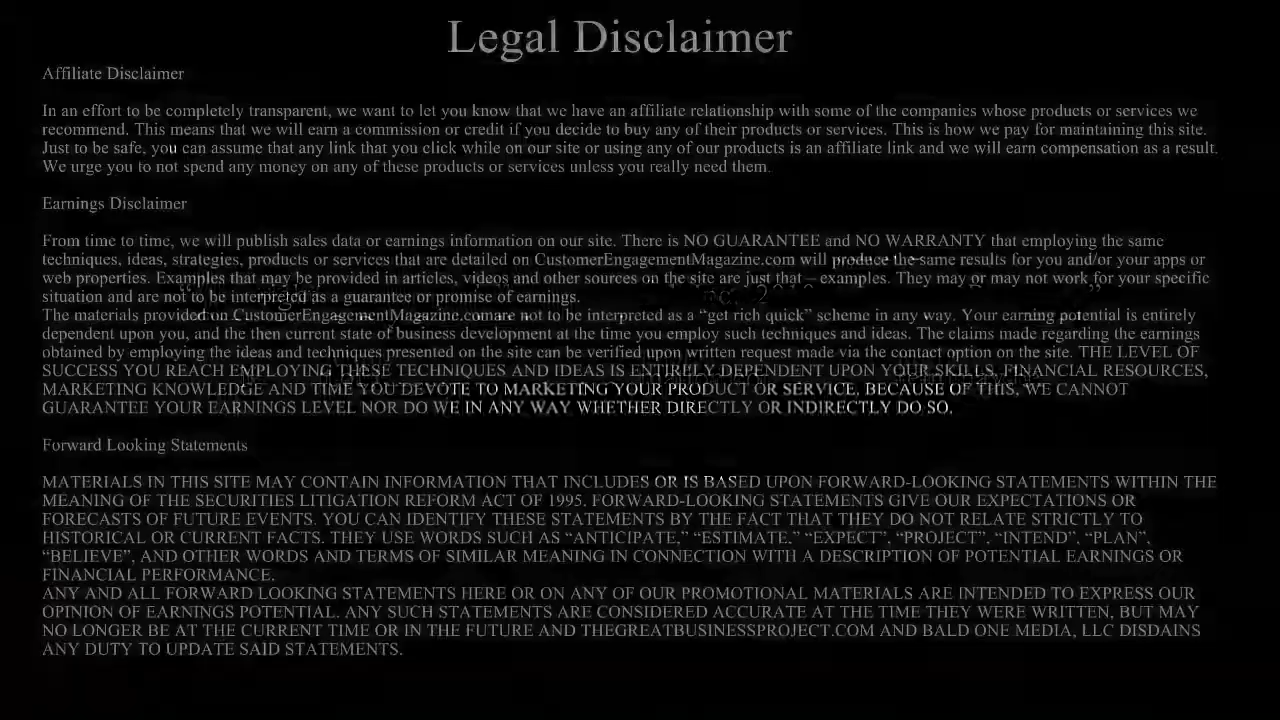 Legal Disclaimer
Affiliate Disclaimer
In an effort to be completely transparent, we want to let you know that we have an affiliate relationship with some of the companies whose products or services we
recommend. This means that we will earn a commission or credit if you decide to buy any of their products or services. This is how we pay for maintaining this site.
Just to be safe, you can assume that any link that you click while on our site or using any of our products is an affiliate link and we will earn compensation as a result.
We urge you to not spend any money on any of these products or services unless you really need them.
Earnings Disclaimer
From time to time, we will publish sales data or earnings information on our site. There is NO GUARANTEE and NO WARRANTY that employing the same
techniques, ideas, strategies, products or services that are detailed on CustomerEngagementMagazine.com will produce the same results for you and/or your apps or
web properties. Examples that may be provided in articles, videos and other sources on the site are just that – examples. They may or may not work for your specific
situation and are not to be interpreted as a guarantee or promise of earnings.
The materials provided on CustomerEngagementMagazine.com are not to be interpreted as a “get rich quick” scheme in any way. Your earning potential is entirely
dependent upon you, and the then current state of business development at the time you employ such techniques and ideas. The claims made regarding the earnings
obtained by employing the ideas and techniques presented on the site can be verified upon written request made via the contact option on the site. THE LEVEL OF
SUCCESS YOU REACH EMPLOYING THESE TECHNIQUES AND IDEAS IS ENTIRELY DEPENDENT UPON YOUR SKILLS, FINANCIAL RESOURCES,
MARKETING KNOWLEDGE AND TIME YOU DEVOTE TO MARKETING YOUR PRODUCT OR SERVICE. BECAUSE OF THIS, WE CANNOT
GUARANTEE YOUR EARNINGS LEVEL NOR DO WE IN ANY WAY WHETHER DIRECTLY OR INDIRECTLY DO SO.
Forward Looking Statements
MATERIALS IN THIS SITE MAY CONTAIN INFORMATION THAT INCLUDES OR IS BASED UPON FORWARD-LOOKING STATEMENTS WITHIN THE
MEANING OF THE SECURITIES LITIGATION REFORM ACT OF 1995. FORWARD-LOOKING STATEMENTS GIVE OUR EXPECTATIONS OR
FORECASTS OF FUTURE EVENTS. YOU CAN IDENTIFY THESE STATEMENTS BY THE FACT THAT THEY DO NOT RELATE STRICTLY TO
HISTORICAL OR CURRENT FACTS. THEY USE WORDS SUCH AS “ANTICIPATE,” “ESTIMATE,” “EXPECT”, “PROJECT”, “INTEND”, “PLAN”,
“BELIEVE”, AND OTHER WORDS AND TERMS OF SIMILAR MEANING IN CONNECTION WITH A DESCRIPTION OF POTENTIAL EARNINGS OR
FINANCIAL PERFORMANCE.
ANY AND ALL FORWARD LOOKING STATEMENTS HERE OR ON ANY OF OUR PROMOTIONAL MATERIALS ARE INTENDED TO EXPRESS OUR
OPINION OF EARNINGS POTENTIAL. ANY SUCH STATEMENTS ARE CONSIDERED ACCURATE AT THE TIME THEY WERE WRITTEN, BUT MAY
NO LONGER BE AT THE CURRENT TIME OR IN THE FUTURE AND THEGREATBUSINESSPROJECT.COM AND BALD ONE MEDIA, LLC DISDAINS
ANY DUTY TO UPDATE SAID STATEMENTS.